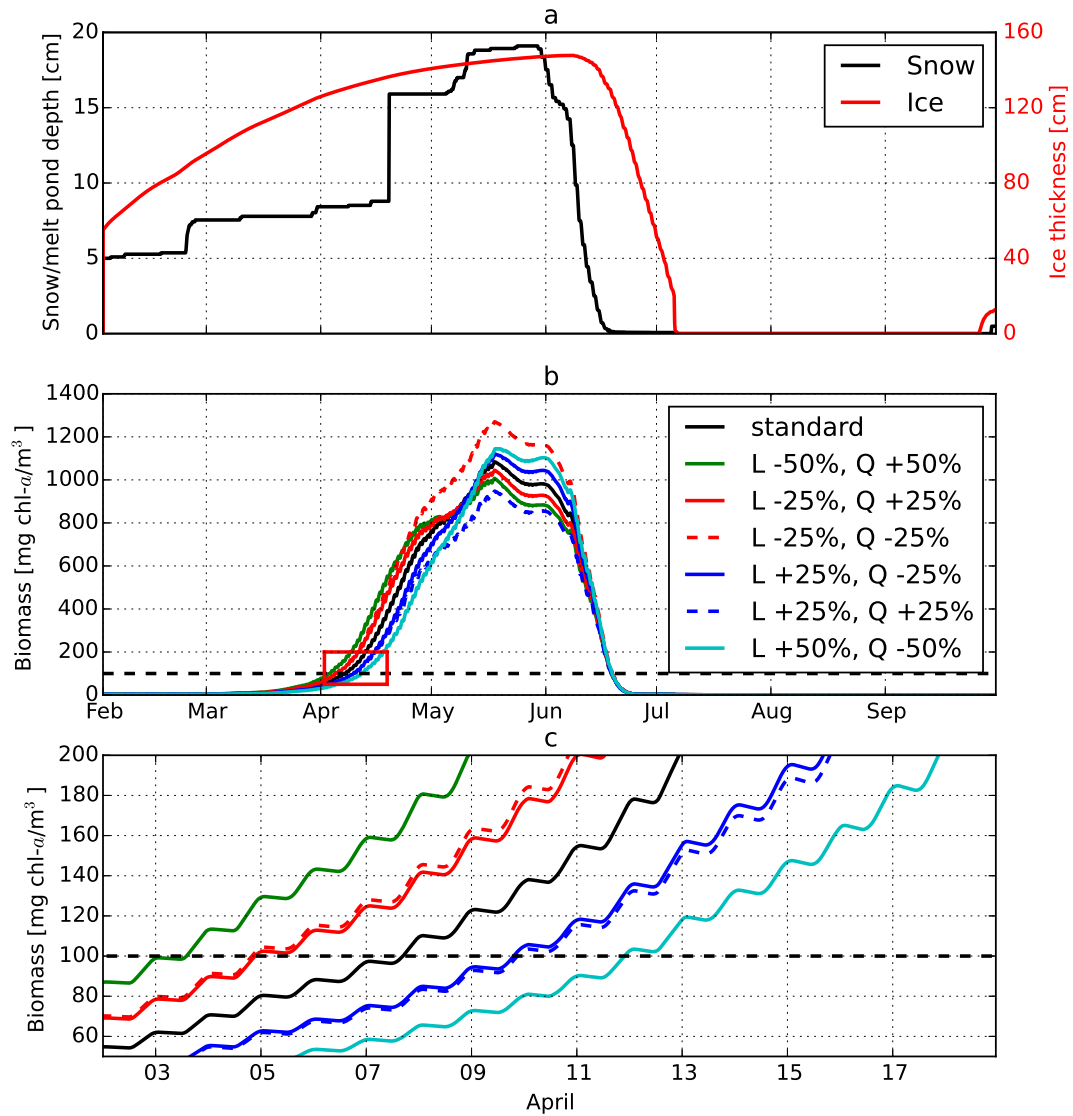 a
20
15
10
5
0
Snow/melt pond depth [cm]
160
120
80
40
0
Ice thickness [cm]
Snow
Ice
b
1400
1200
1000
800
600
400
200
0
Biomass [mg chl-a/m³ ]
standard
L -50%, Q +50%
L -25%, Q +25%
L -25%, Q -25%
L +25%, Q -25%
L +25%, Q +25%
L +50%, Q -50%
Feb Mar Apr May Jun Jul Aug Sep
c
200
180
160
140
120
100
80
60
Biomass [mg chl-a/m³ ]
03 05 07 09 11 13 15 17
April